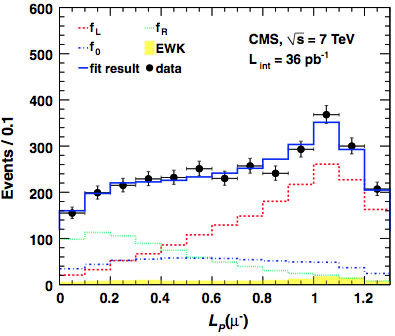 600
f_L
f_R
f_0
EWK
fit result
data
CMS, √s = 7 TeV
L_int = 36 pb⁻¹
500
400
300
200
100
0
Events / 0.1
0 0.2 0.4 0.6 0.8 1 1.2
L_P(μ⁻)